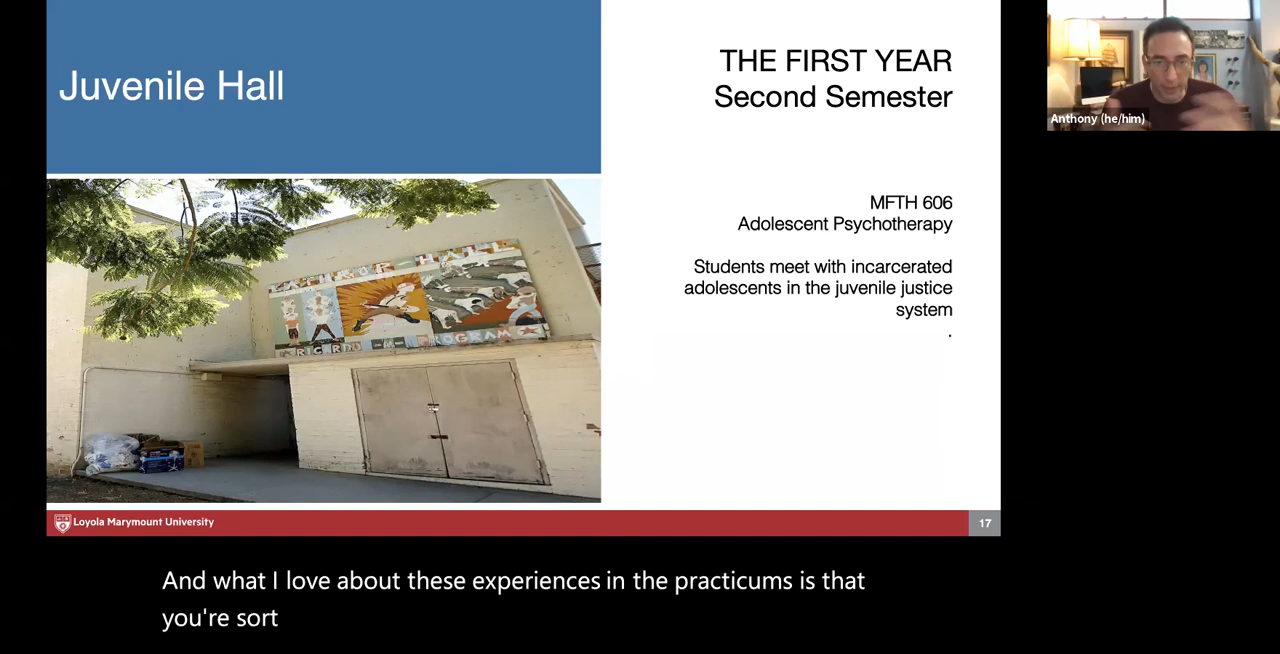 Juvenile Hall
THE FIRST YEAR
Second Semester
MFTH 606
Adolescent Psychotherapy
Students meet with incarcerated
adolescents in the juvenile justice
system
.
HALL
PROGRAM
Loyola Marymount University
17
Anthony (he/him)
And what I love about these experiences in the practicums is that
you're sort